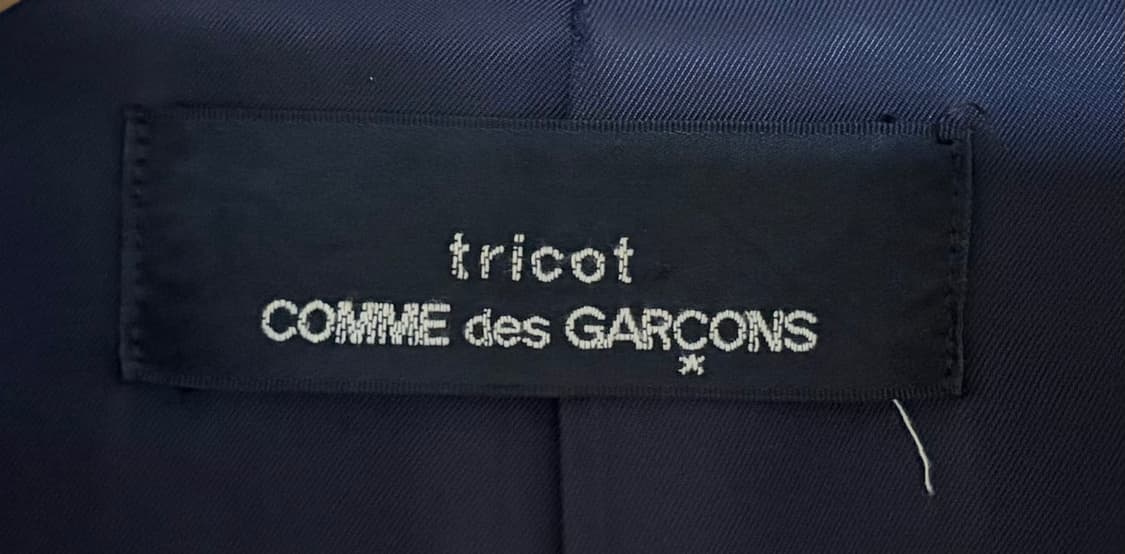 tricot
COMME des GARÇONS